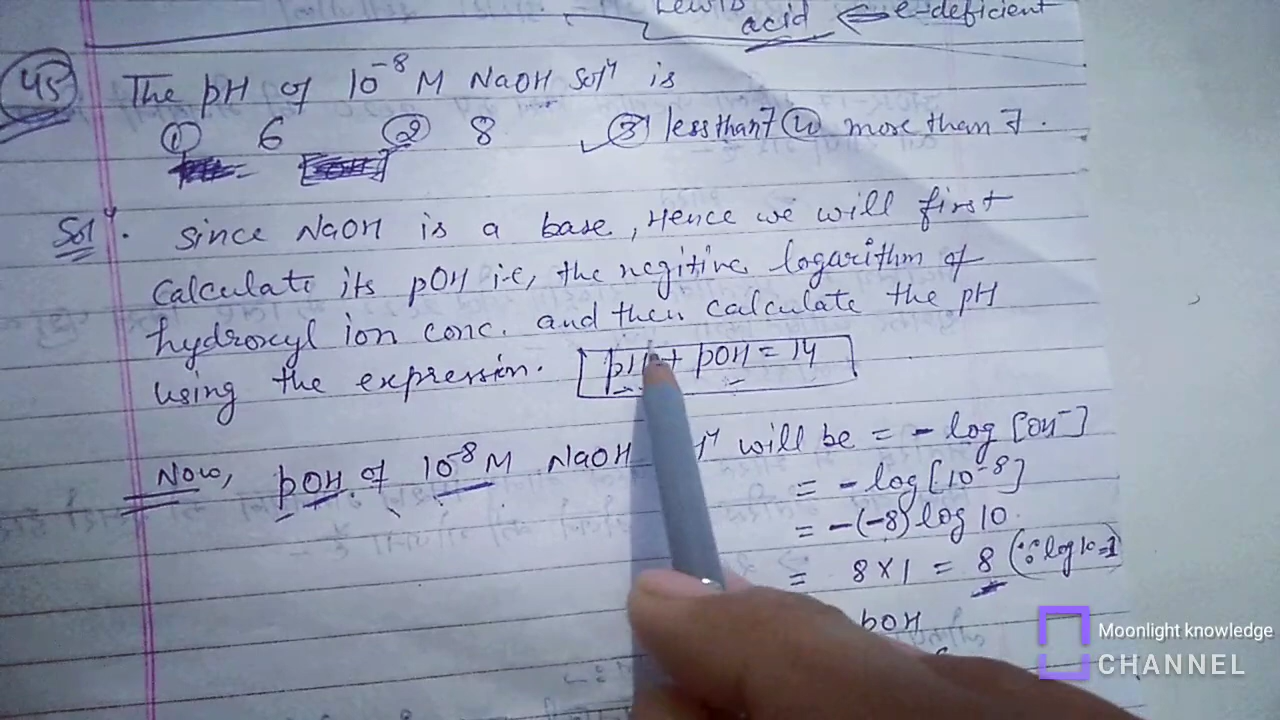 Lewis
acid ⇐ e-deficient
45 The pH of 10⁻⁸ M NaOH Solⁿ is
① 6 ② 8 ✓③ less than 7 ④ more than 7.
Solⁿ. Since NaOH is a base, Hence we will first
calculate its pOH i.e, the negitive logarithm of
hydroxyl ion conc. and then calculate the pH
using the expression. pH + pOH = 14
Now, pOH of 10⁻⁸ M NaOH will be = - log [OH⁻]
= - log [10⁻⁸]
= -(-8) log 10
= 8 × 1 = 8 (∵ log 10 = 1)
pOH
Moonlight knowledge
CHANNEL